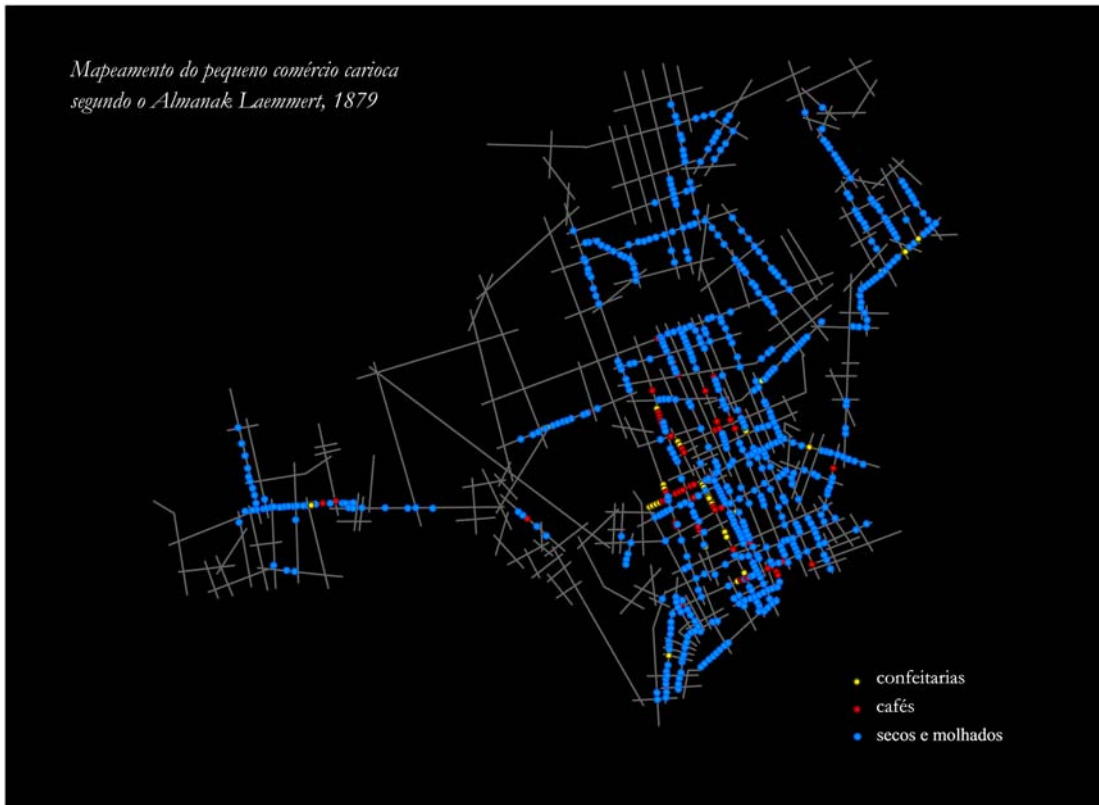 Mapeamento do pequeno comércio carioca
segundo o Almanak Laemmert, 1879
confeitarias
cafés
secos e molhados